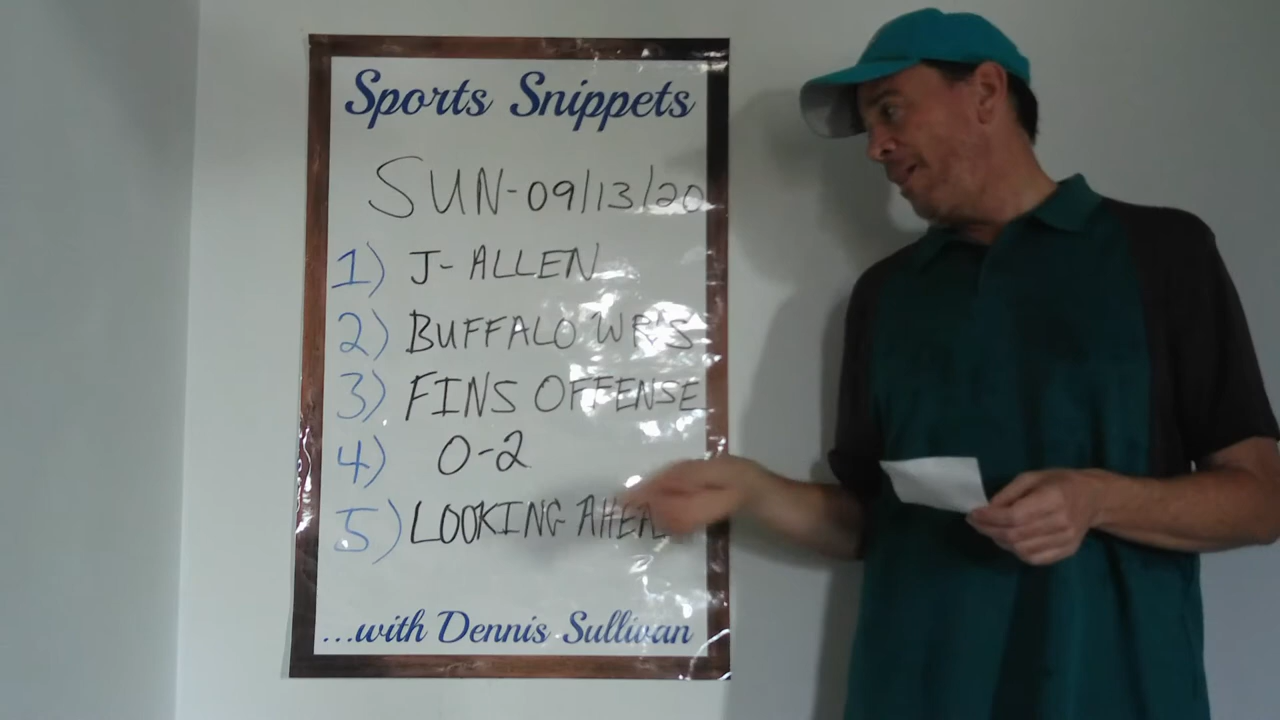 Sports Snippets
SUN-09/13/20
1) J-ALLEN
2) BUFFALO WR'S
3) FINS OFFENSE
4) 0-2
5) LOOKING
...with Dennis Sullivan